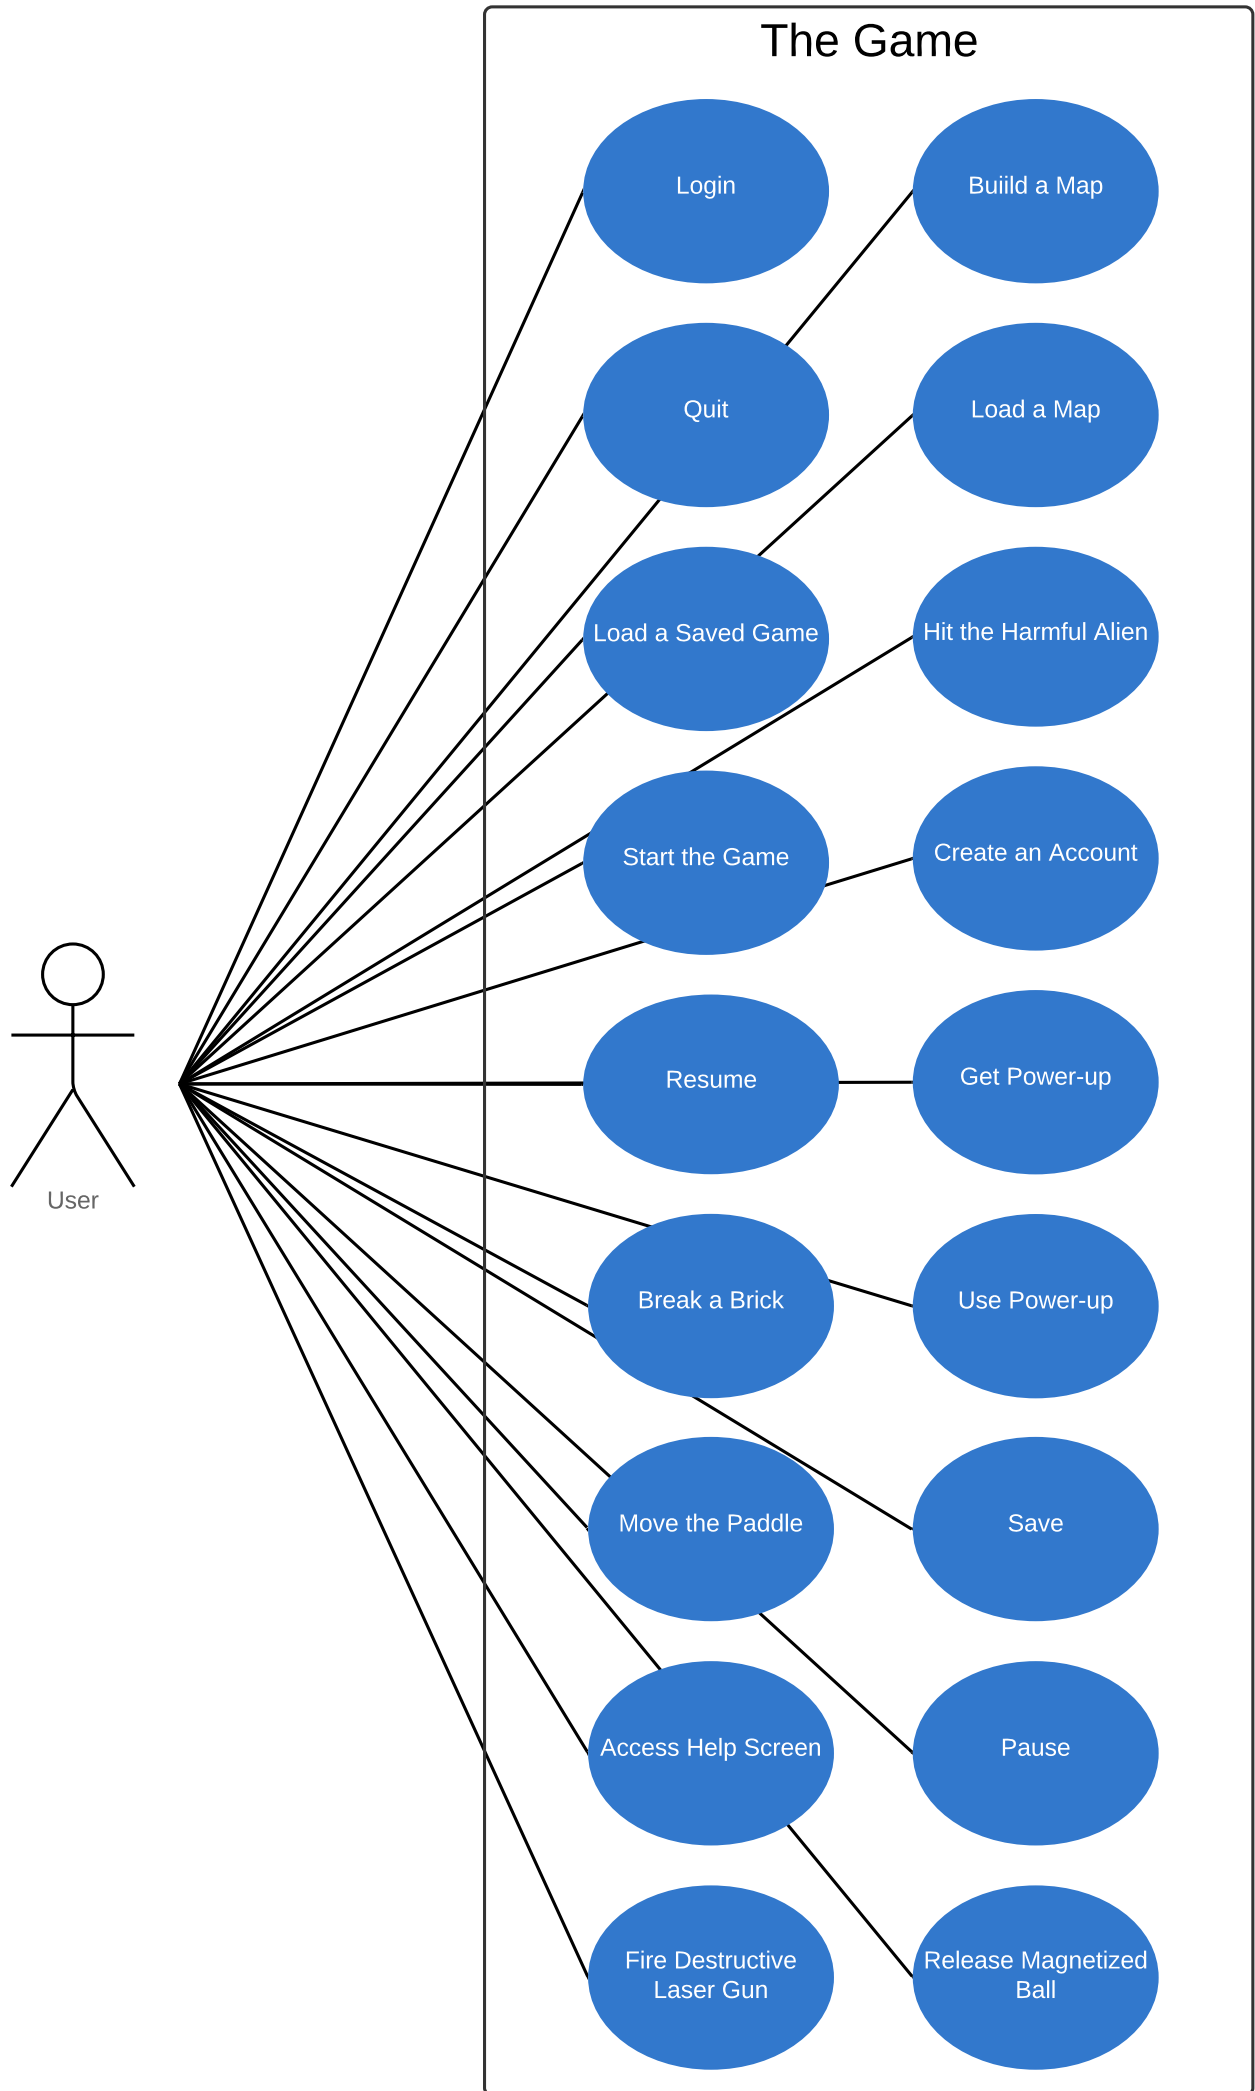 The Game
Login
Buiild a Map
Quit
Load a Map
Load a Saved Game
Hit the Harmful Alien
Start the Game
Create an Account
Resume
Get Power-up
User
Break a Brick
Use Power-up
Move the Paddle
Save
Access Help Screen
Pause
Fire Destructive
Laser Gun
Release Magnetized
Ball